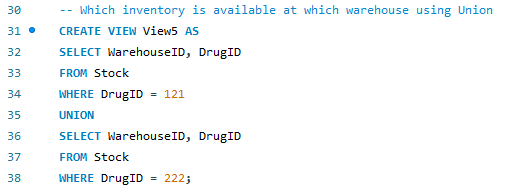 30 -- Which inventory is available at which warehouse using Union
31 CREATE VIEW View5 AS
32 SELECT WarehouseID, DrugID
33 FROM Stock
34 WHERE DrugID = 121
35 UNION
36 SELECT WarehouseID, DrugID
37 FROM Stock
38 WHERE DrugID = 222;